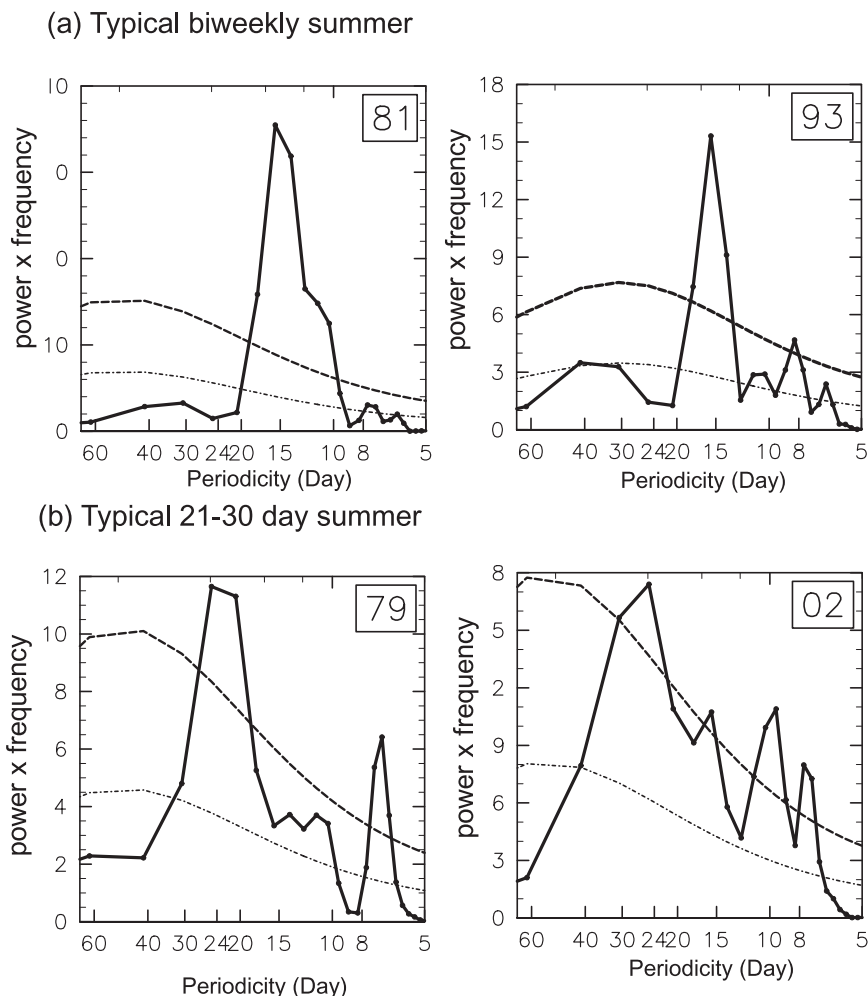 (a) Typical biweekly summer
10
0
0
10
0
power x frequency
81
60 40 30 24 20 15 10 8 5
Periodicity (Day)
18
15
12
9
6
3
0
power x frequency
93
60 40 30 24 20 15 10 8 5
Periodicity (Day)
(b) Typical 21-30 day summer
12
10
8
6
4
2
0
power x frequency
79
60 40 30 24 20 15 10 8 5
Periodicity (Day)
8
5
2
9
6
3
0
power x frequency
02
60 40 30 24 20 15 10 8 5
Periodicity (Day)